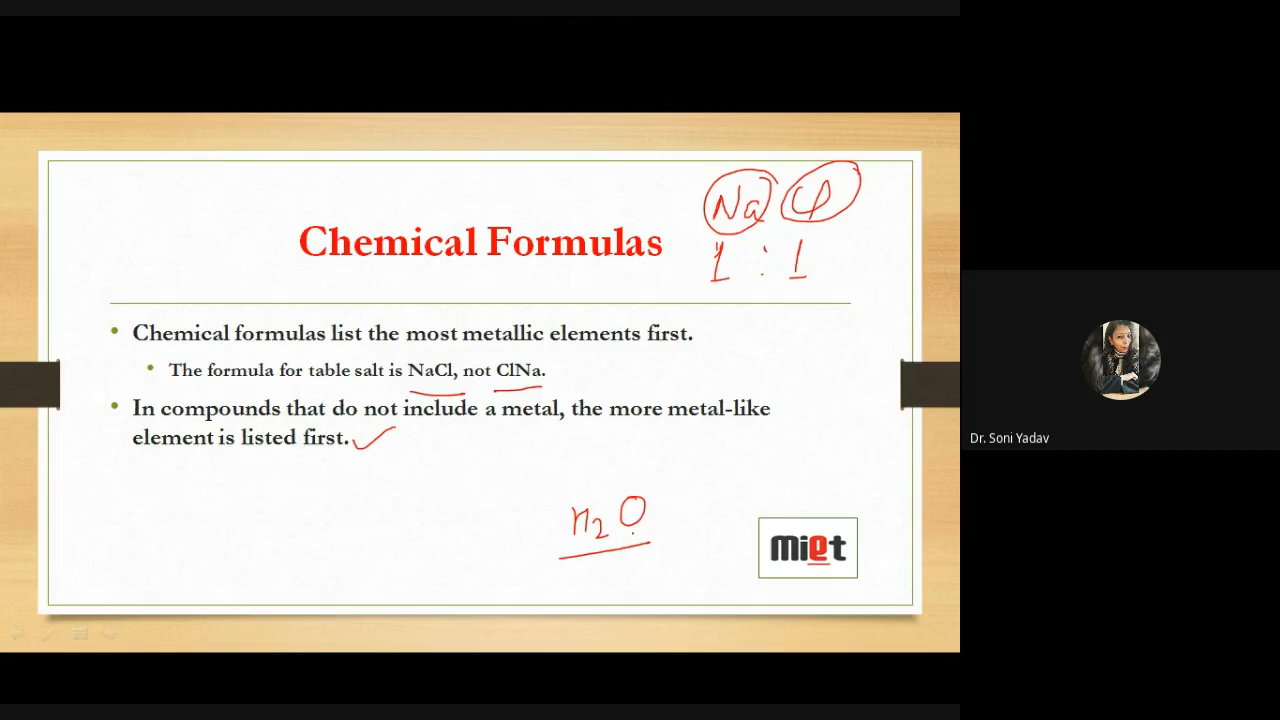 Na Cl
Chemical Formulas
1 : 1
• Chemical formulas list the most metallic elements first.
• The formula for table salt is NaCl, not ClNa.
• In compounds that do not include a metal, the more metal-like
element is listed first.
H2O
miet
Dr. Soni Yadav